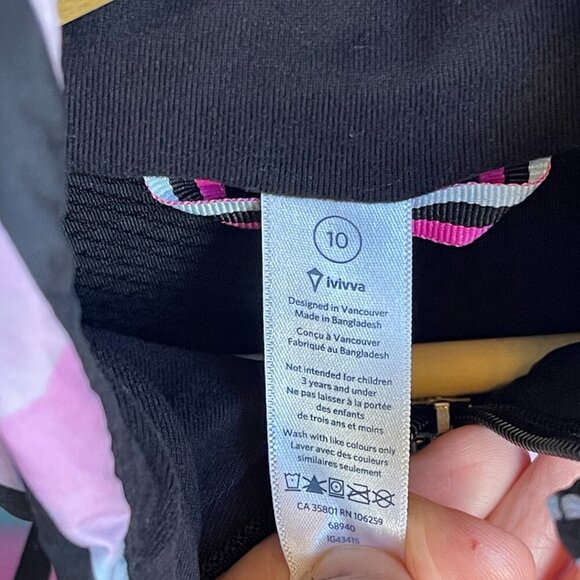 10
ivivva
Designed in Vancouver
Made in Bangladesh
Conçu à Vancouver
Fabriqué au Bangladesh
Not intended for children
3 years and under
Ne pas laisser à la portée
des enfants
de trois ans et moins
Wash with like colours only
Laver avec des couleurs
similaires seulement
CA 35801 RN 106259
68940
IG43415